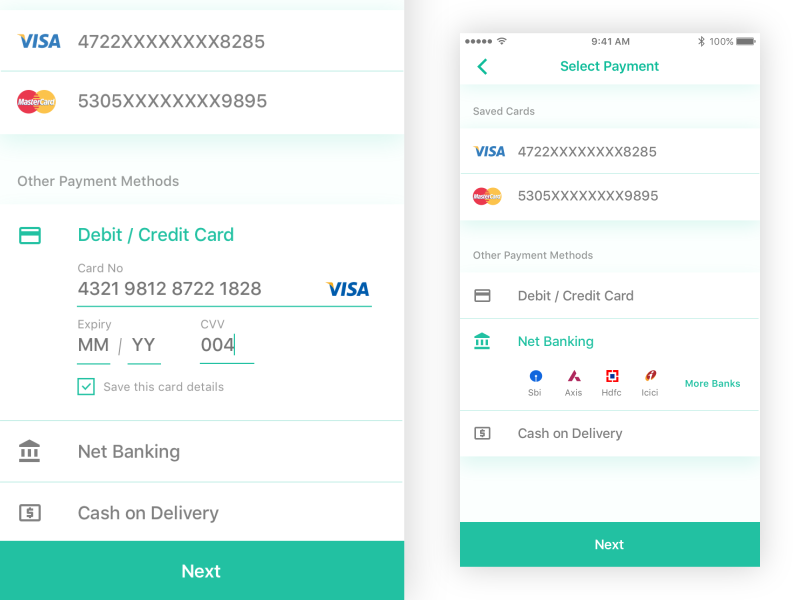 VISA 4722XXXXXXXX8285
MasterCard 5305XXXXXXXX9895
Other Payment Methods
Debit / Credit Card
Card No
4321 9812 8722 1828 VISA
Expiry CVV
MM / YY 004
Save this card details
Net Banking
Cash on Delivery
Next
9:41 AM 100%
Select Payment
Saved Cards
VISA 4722XXXXXXXX8285
MasterCard 5305XXXXXXXX9895
Other Payment Methods
Debit / Credit Card
Net Banking
Sbi Axis Hdfc Icici More Banks
Cash on Delivery
Next